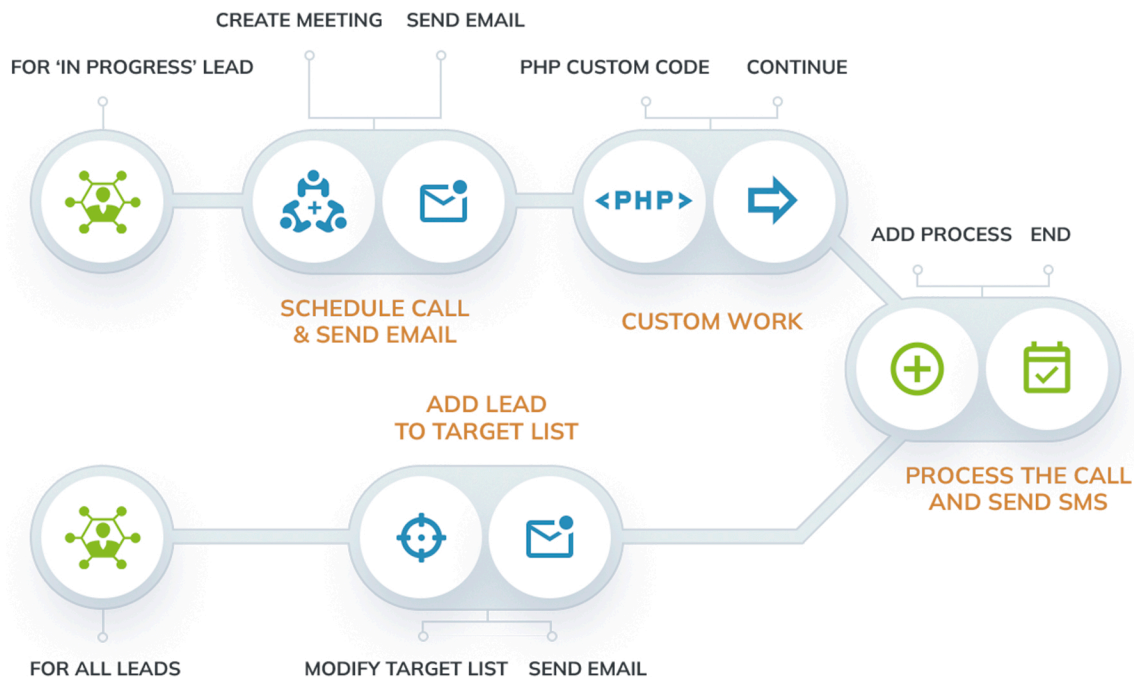 CREATE MEETING SEND EMAIL
FOR ‘IN PROGRESS’ LEAD
PHP CUSTOM CODE CONTINUE
<PHP>
ADD PROCESS END
SCHEDULE CALL
& SEND EMAIL
CUSTOM WORK
ADD LEAD
TO TARGET LIST
PROCESS THE CALL
AND SEND SMS
FOR ALL LEADS
MODIFY TARGET LIST SEND EMAIL